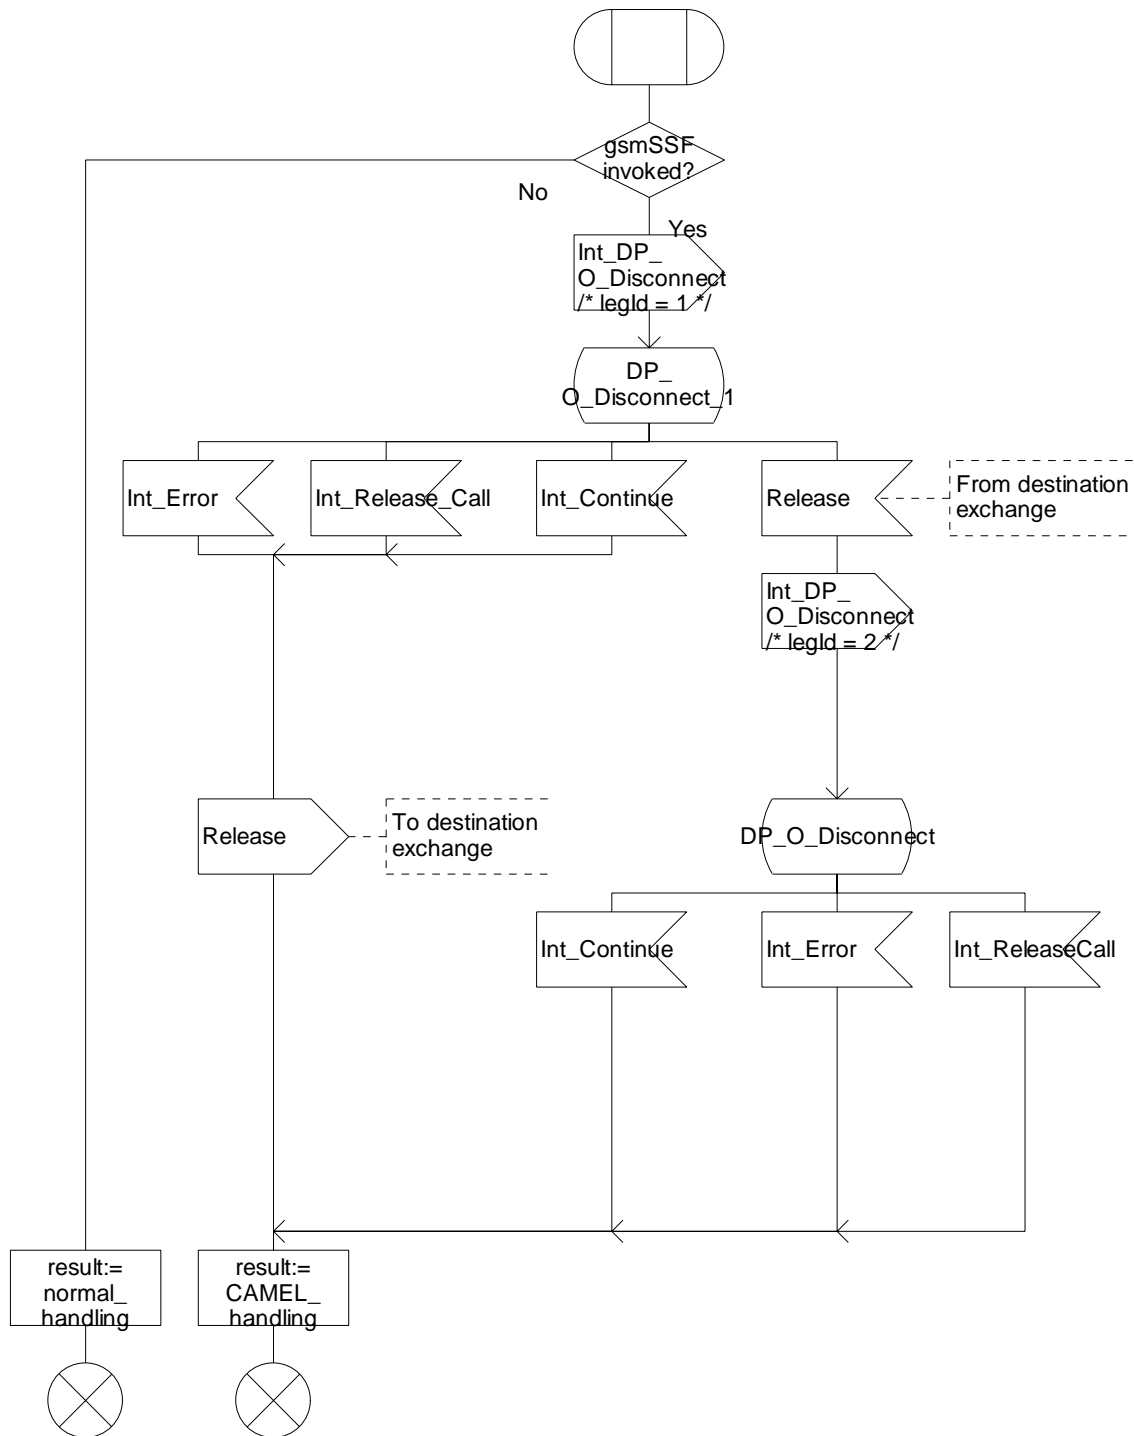 gsmSSF
invoked?
No
Yes
Int_DP_
O_Disconnect
/* legId = 1 */
DP_
O_Disconnect_1
Int_Error
Int_Release_Call
Int_Continue
Release
From destination
exchange
Int_DP_
O_Disconnect
/* legId = 2 */
Release
To destination
exchange
DP_O_Disconnect
Int_Continue
Int_Error
Int_ReleaseCall
result:=
normal_
handling
result:=
CAMEL_
handling